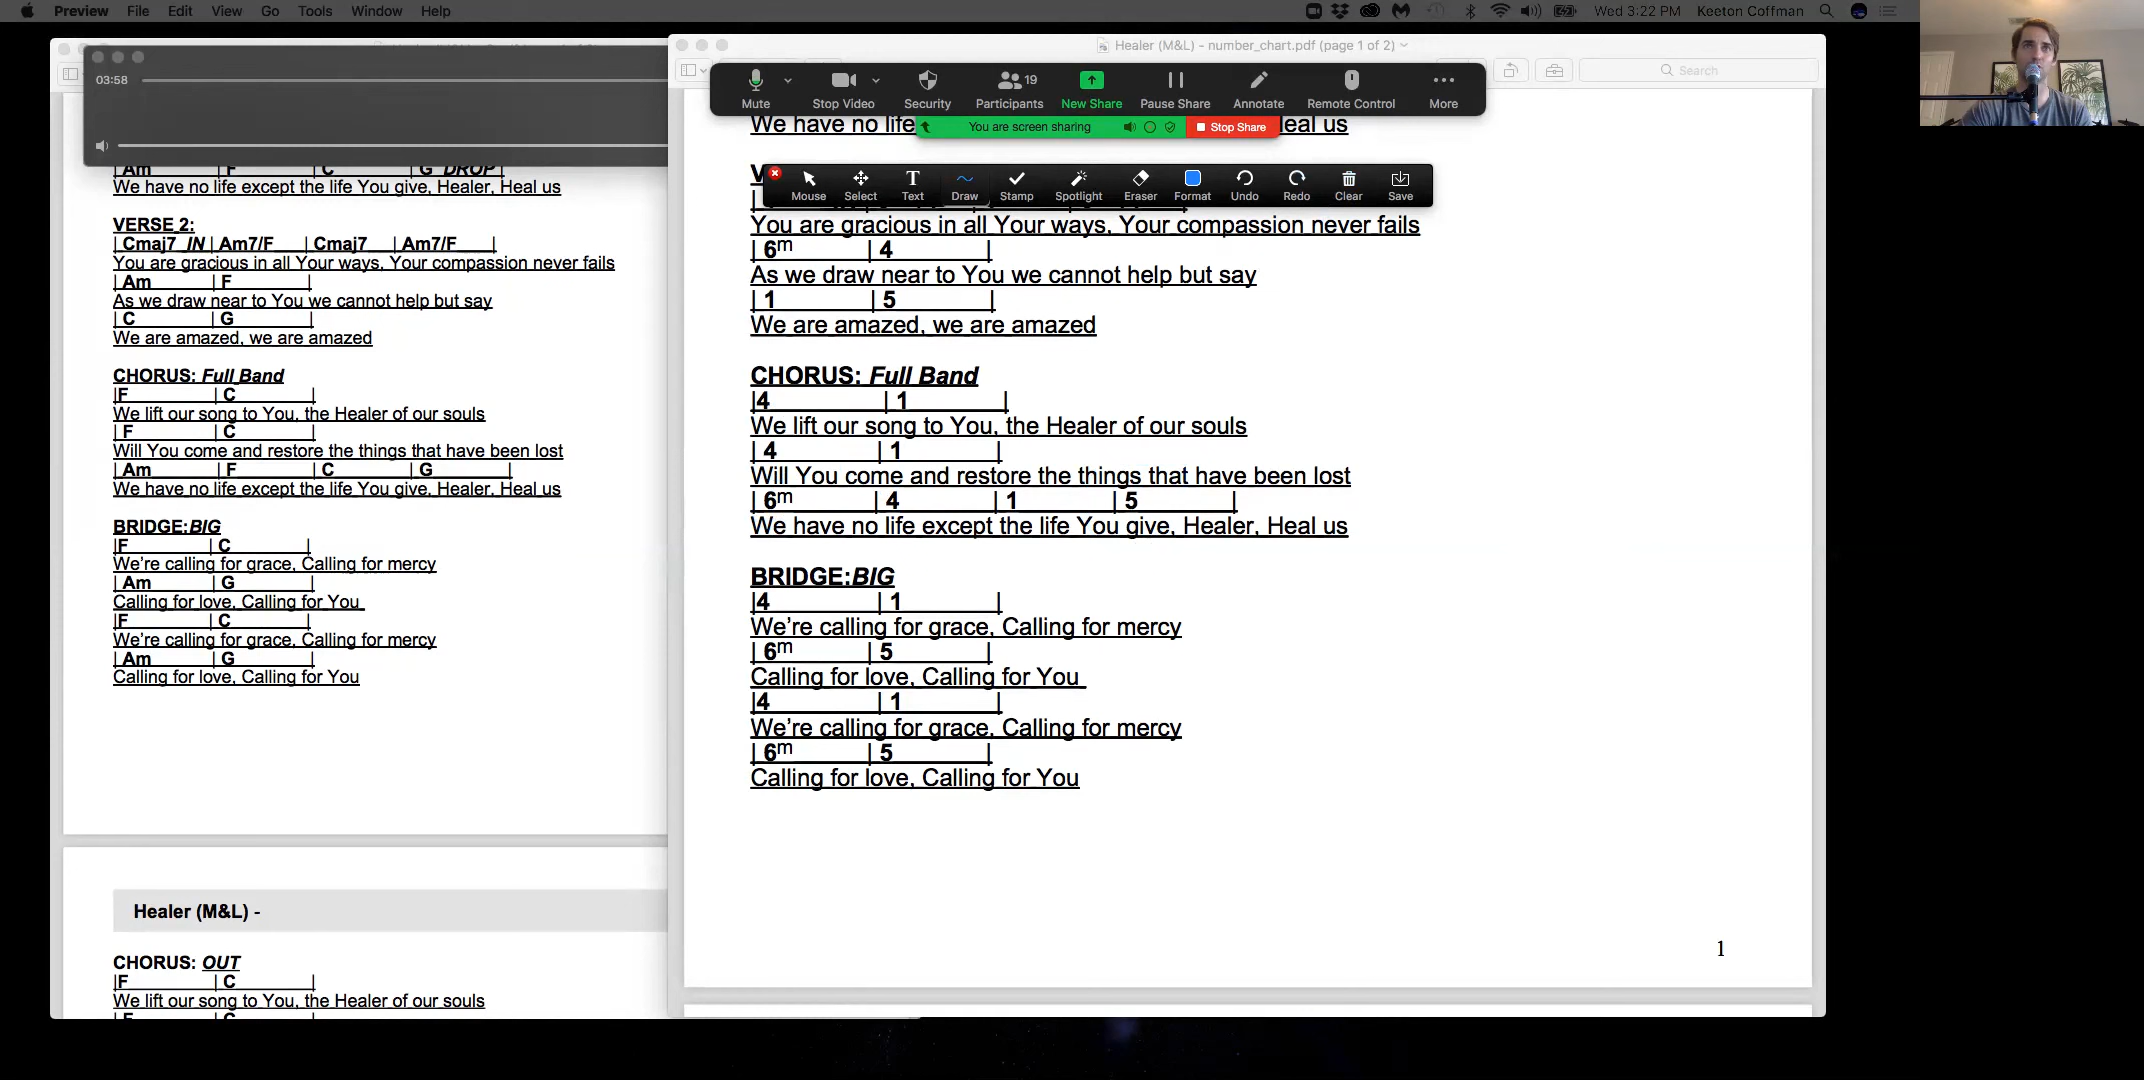 Preview File Edit View Go Tools Window Help Wed 3:22 PM Keeton Coffman
Healer (M&L) - number_chart.pdf (page 1 of 2)
Search
03:58
Mute Stop Video Security Participants 19 New Share Pause Share Annotate Remote Control More
You are screen sharing Stop Share
Mouse Select Text Draw Stamp Spotlight Eraser Format Undo Redo Clear Save
| Am | F | C | G DROP |
We have no life except the life You give, Healer, Heal us
VERSE 2:
| Cmaj7 IN | Am7/F | Cmaj7 | Am7/F |
You are gracious in all Your ways, Your compassion never fails
| Am | F |
As we draw near to You we cannot help but say
| C | G |
We are amazed, we are amazed
CHORUS: Full Band
|F | C |
We lift our song to You, the Healer of our souls
| F | C |
Will You come and restore the things that have been lost
| Am | F | C | G |
We have no life except the life You give, Healer, Heal us
BRIDGE:BIG
|F | C |
We're calling for grace, Calling for mercy
| Am | G |
Calling for love, Calling for You
|F | C |
We're calling for grace, Calling for mercy
| Am | G |
Calling for love, Calling for You
Healer (M&L) -
CHORUS: OUT
|F | C |
We lift our song to You, the Healer of our souls
| F | C |
We have no life eal us
V
You are gracious in all Your ways, Your compassion never fails
| 6m | 4 |
As we draw near to You we cannot help but say
| 1 | 5 |
We are amazed, we are amazed
CHORUS: Full Band
|4 | 1 |
We lift our song to You, the Healer of our souls
| 4 | 1 |
Will You come and restore the things that have been lost
| 6m | 4 | 1 | 5 |
We have no life except the life You give, Healer, Heal us
BRIDGE:BIG
|4 | 1 |
We're calling for grace, Calling for mercy
| 6m | 5 |
Calling for love, Calling for You
|4 | 1 |
We're calling for grace, Calling for mercy
| 6m | 5 |
Calling for love, Calling for You
1